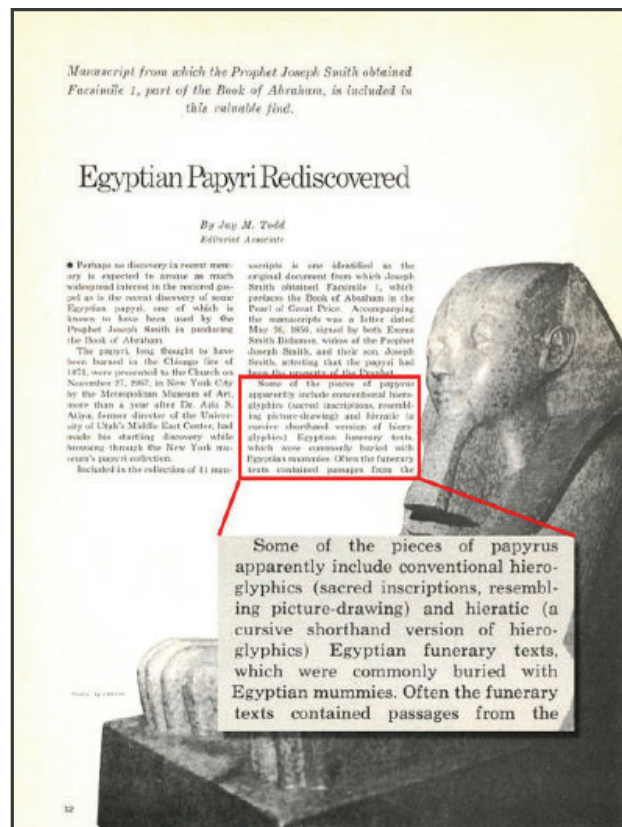 Manuscript from which the Prophet Joseph Smith obtained
Facsimile 1, part of the Book of Abraham, is included in
this valuable find.
Egyptian Papyri Rediscovered
By Jay M. Todd
Editorial Associate
● Perhaps no discovery in recent mem-
ory is expected to arouse as much
widespread interest in the restored gos-
pel as is the recent discovery of some
Egyptian papyri, one of which is
known to have been used by the
Prophet Joseph Smith in producing
the Book of Abraham.
The papyri, long thought to have
been burned in the Chicago fire of
1871, were presented to the Church on
November 27, 1967, in New York City
by the Metropolitan Museum of Art,
more than a year after Dr. Aziz S.
Atiya, former director of the Univer-
sity of Utah's Middle East Center, had
made his startling discovery while
browsing through the New York mu-
seum's papyri collection.
Included in the collection of 11 man-
uscripts is one identified as the
original document from which Joseph
Smith obtained Facsimile 1, which
prefaces the Book of Abraham in the
Pearl of Great Price. Accompanying
the manuscripts was a letter dated
May 26, 1856, signed by both Emma
Smith Bidamon, widow of the Prophet
Joseph Smith, and their son, Joseph
Smith, attesting that the papyri had
been the property of the Prophet.
Some of the pieces of papyrus
apparently include conventional hiero-
glyphics (sacred inscriptions, resembl-
ing picture-drawing) and hieratic (a
cursive shorthand version of hiero-
glyphics) Egyptian funerary texts,
which were commonly buried with
Egyptian mummies. Often the funerary
texts contained passages from the
Some of the pieces of papyrus
apparently include conventional hiero-
glyphics (sacred inscriptions, resembl-
ing picture-drawing) and hieratic (a
cursive shorthand version of hiero-
glyphics) Egyptian funerary texts,
which were commonly buried with
Egyptian mummies. Often the funerary
texts contained passages from the
12